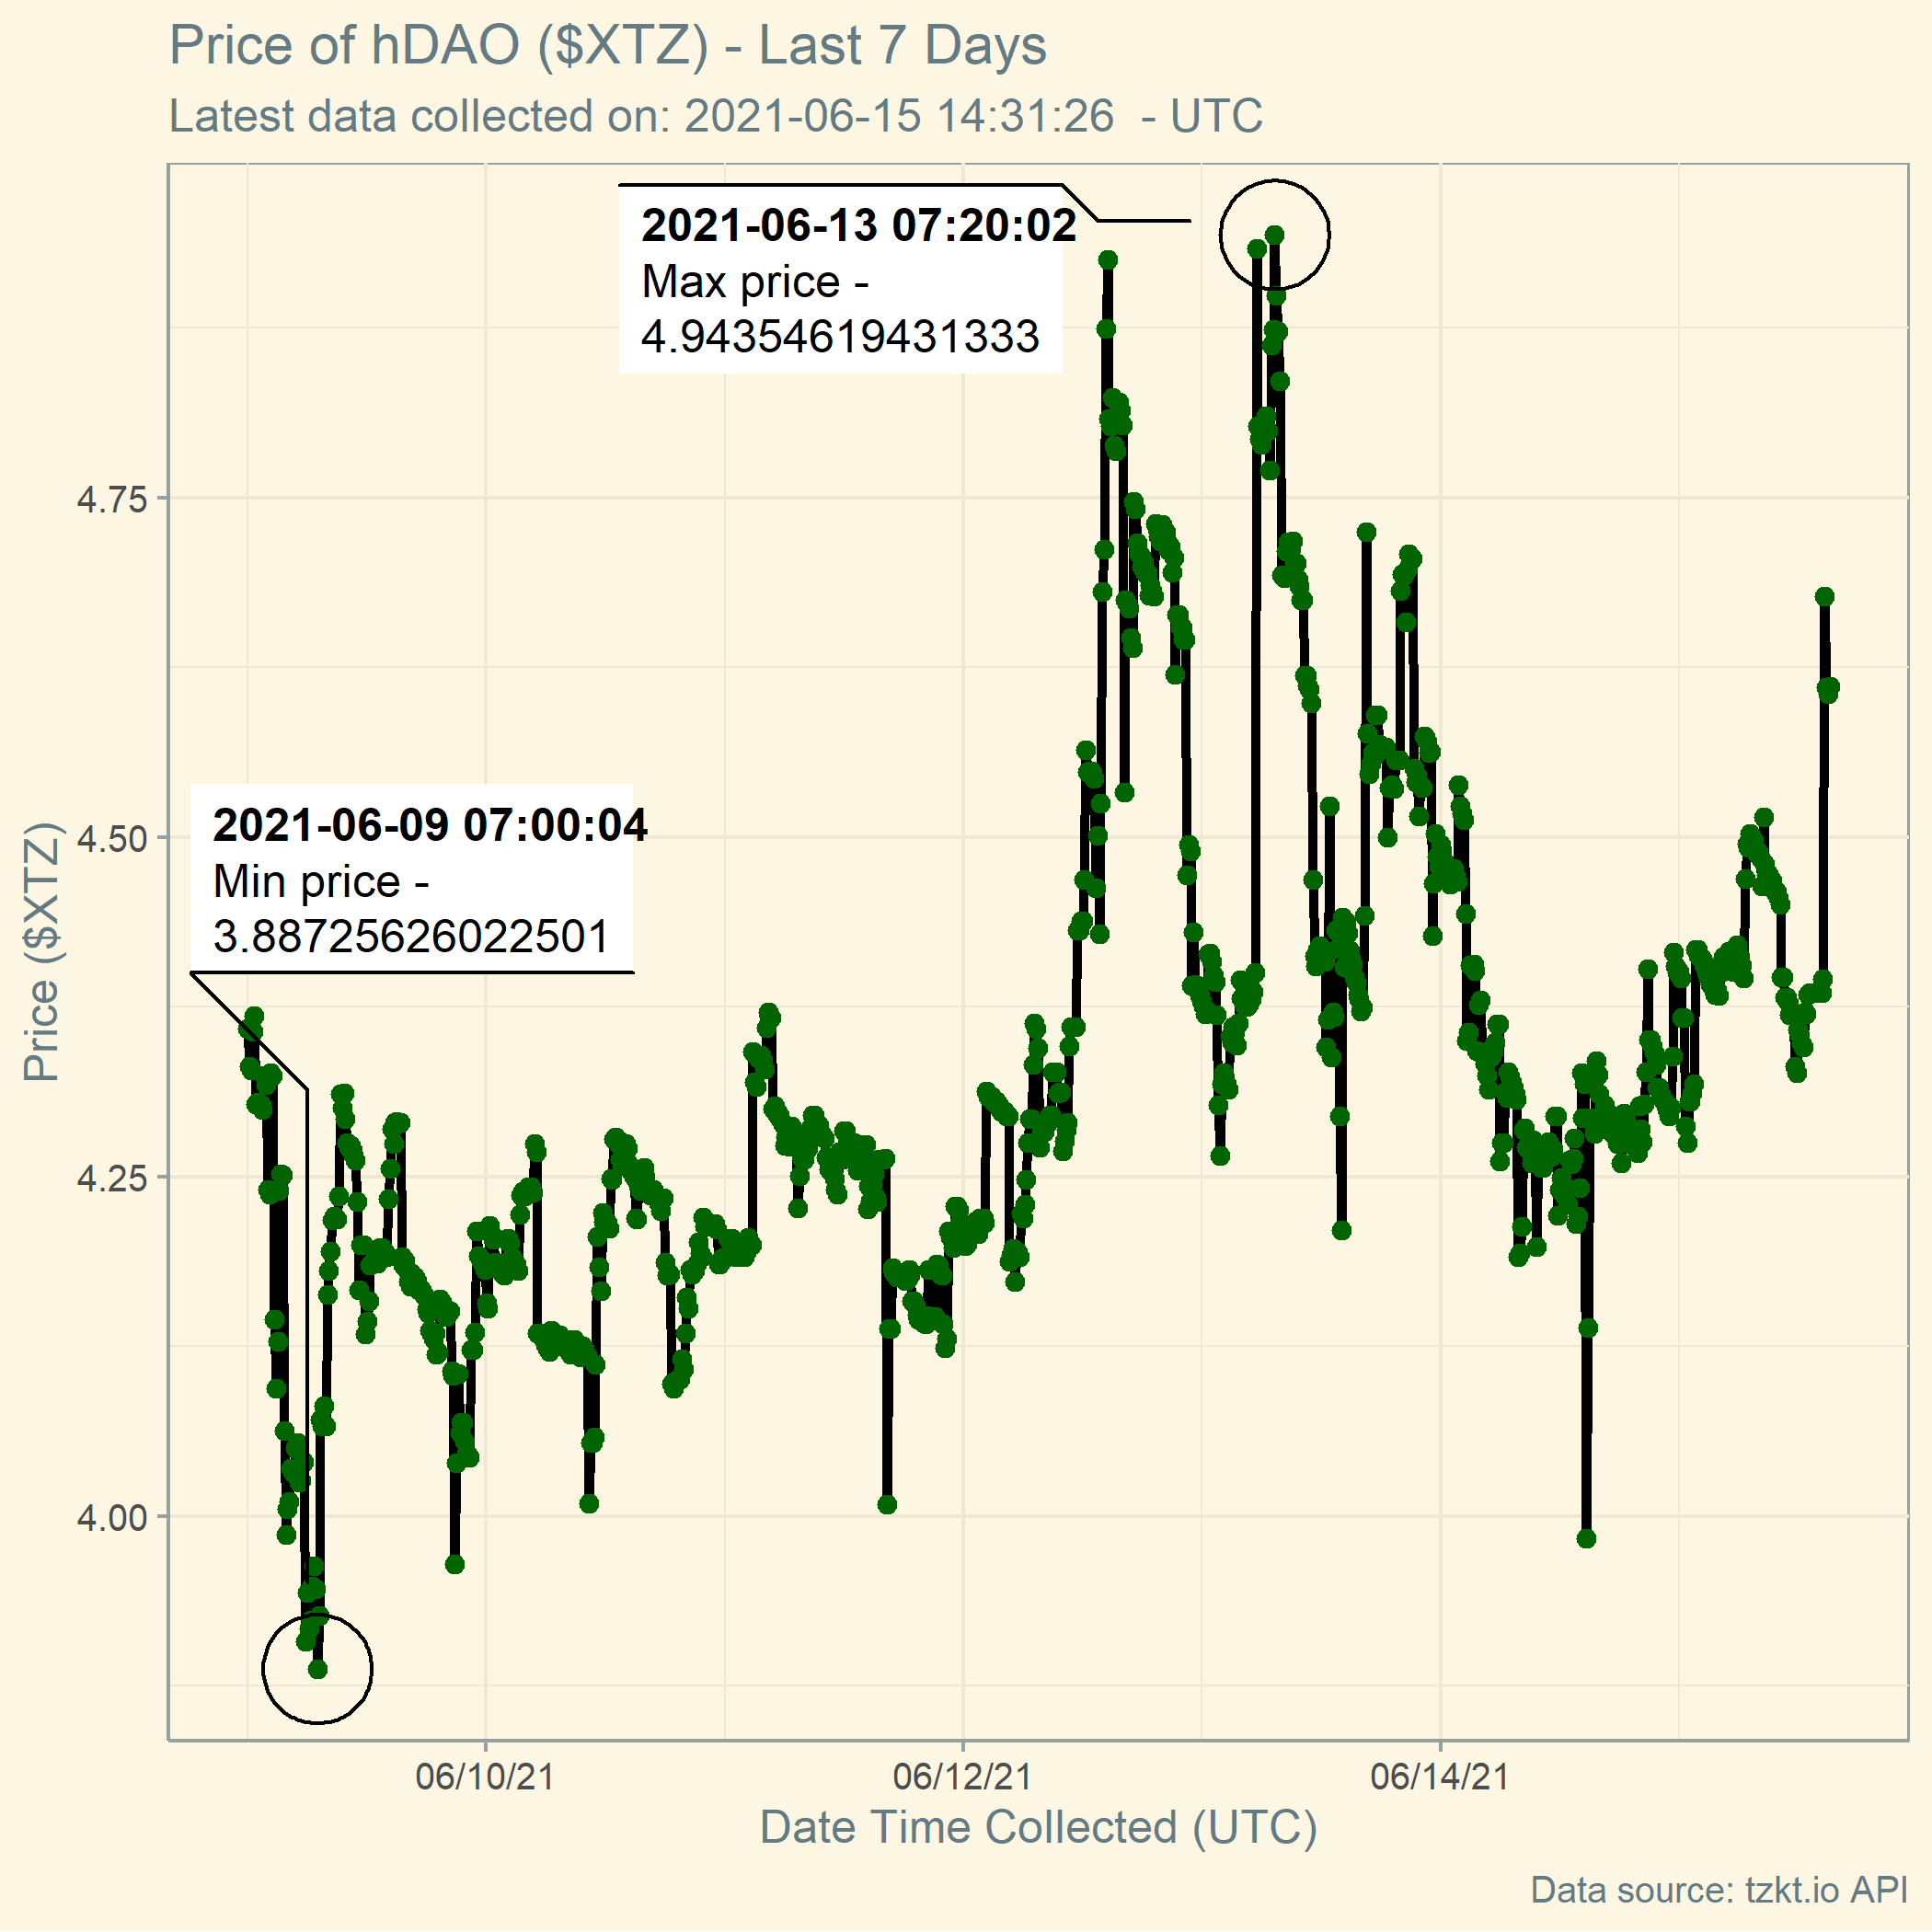 Price of hDAO ($XTZ) - Last 7 Days
Latest data collected on: 2021-06-15 14:31:26  - UTC
2021-06-13 07:20:02
Max price -
4.94354619431333
2021-06-09 07:00:04
Min price -
3.88725626022501
Price ($XTZ)
4.75
4.50
4.25
4.00
06/10/21
06/12/21
06/14/21
Date Time Collected (UTC)
Data source: tzkt.io API